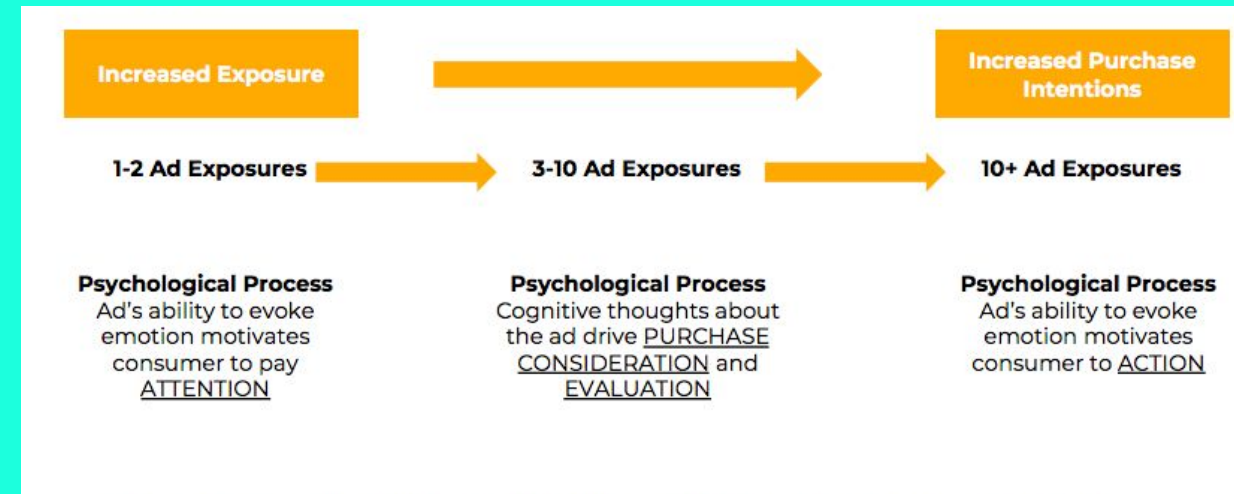 Increased Exposure
Increased Purchase
Intentions
1-2 Ad Exposures
3-10 Ad Exposures
10+ Ad Exposures
Psychological Process
Ad's ability to evoke
emotion motivates
consumer to pay
ATTENTION
Psychological Process
Cognitive thoughts about
the ad drive PURCHASE
CONSIDERATION and
EVALUATION
Psychological Process
Ad's ability to evoke
emotion motivates
consumer to ACTION